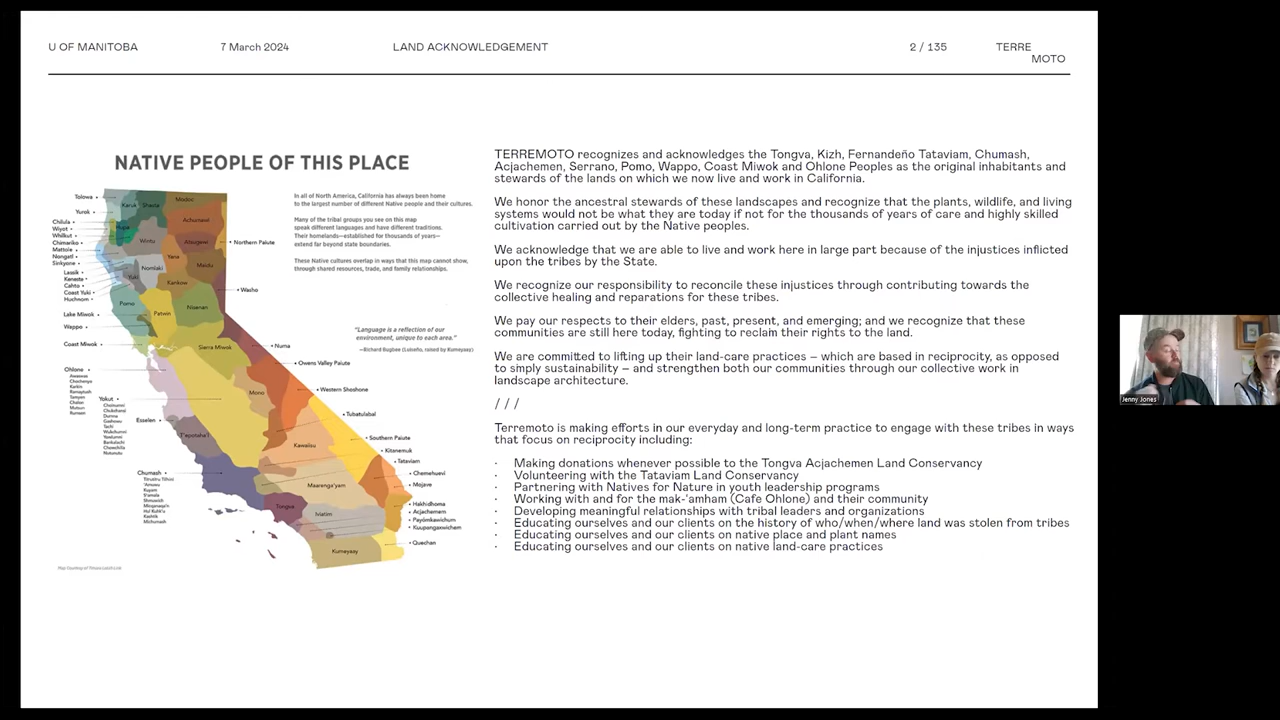 U OF MANITOBA
7 March 2024
LAND ACKNOWLEDGEMENT
2 / 135
TERRE
MOTO
NATIVE PEOPLE OF THIS PLACE
In all of North America, California has always been home
to the largest number of different Native people and their cultures.
Many of the tribal groups you see on this map
speak different languages and have different traditions.
Their homelands—established for thousands of years—
extend far beyond state boundaries.
These Native cultures overlap in ways that this map cannot show,
through shared resources, trade, and family relationships.
"Language is a reflection of our
environment, unique to each area."
Tolowa
Yurok
Chilula
Wiyot
Whilkut
Chimariko
Mattole
Nongatl
Sinkyone
Lassik
Cahto
Coast Yuki
Huchnom
Lake Miwok
Wappo
Coast Miwok
Ohlone
Yokut
Esselen
Chumash
Karuk
Shasta
Modoc
Hupa
Achumawi
Wintu
Atsugewi
Yana
Nomlaki
Maidu
Yuki
Konkow
Pomo
Patwin
Nisenan
Sierra Miwok
Mono
Kawaiisu
Maarenga'yam
Tongva
Iviatim
Kumeyaay
Northern Paiute
Washo
Numa
Owens Valley Paiute
Western Shoshone
Tubatulabal
Southern Paiute
Kitanemuk
Tataviam
Chemehuevi
Mojave
Hakhidhoma
Acjachemem
Payómkawichum
Kuupangaxwichem
Quechan
TERREMOTO recognizes and acknowledges the Tongva, Kizh, Fernandeño Tataviam, Chumash,
Acjachemen, Serrano, Pomo, Wappo, Coast Miwok and Ohlone Peoples as the original inhabitants and
stewards of the lands on which we now live and work in California.
We honor the ancestral stewards of these landscapes and recognize that the plants, wildlife, and living
systems would not be what they are today if not for the thousands of years of care and highly skilled
cultivation carried out by the Native peoples.
We acknowledge that we are able to live and work here in large part because of the injustices inflicted
upon the tribes by the State.
We recognize our responsibility to reconcile these injustices through contributing towards the
collective healing and reparations for these tribes.
We pay our respects to their elders, past, present, and emerging; and we recognize that these
communities are still here today, fighting to reclaim their rights to the land.
We are committed to lifting up their land-care practices – which are based in reciprocity, as opposed
to simply sustainability – and strengthen both our communities through our collective work in
landscape architecture.
/ / /
Terremoto is making efforts in our everyday and long-term practice to engage with these tribes in ways
that focus on reciprocity including:
· Making donations whenever possible to the Tongva Acjachemen Land Conservancy
· Volunteering with the Tataviam Land Conservancy
· Partnering with Natives for Nature in youth leadership programs
· Working with and for the mak-'amham (Cafe Ohlone) and their community
· Developing meaningful relationships with tribal leaders and organizations
· Educating ourselves and our clients on the history of who/when/where land was stolen from tribes
· Educating ourselves and our clients on native place and plant names
· Educating ourselves and our clients on native land-care practices
Jenny Jones